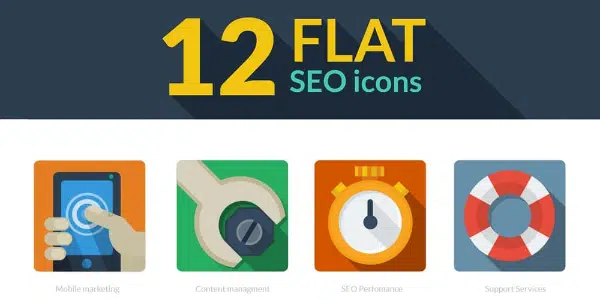 12 FLAT
SEO icons
Mobile marketing
Content managment
SEO Perfomance
Support Services